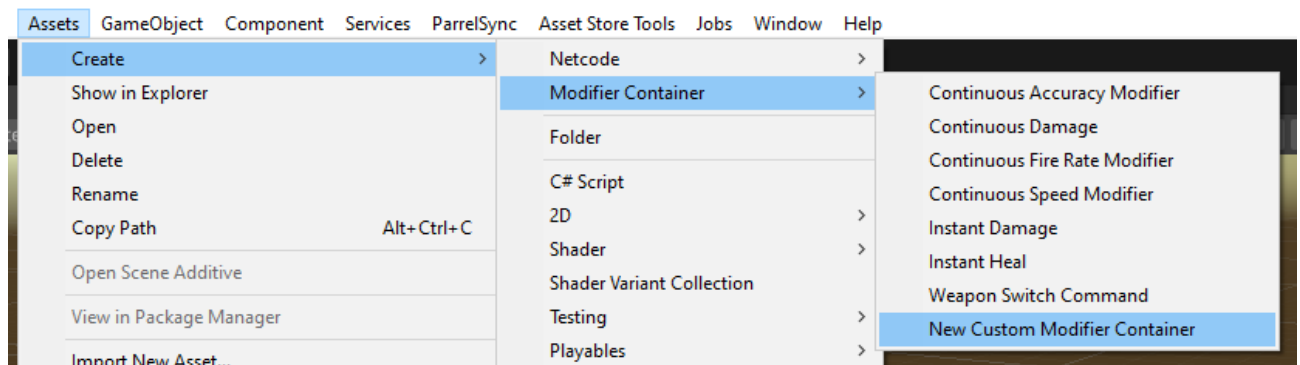 Assets GameObject Component Services ParrelSync Asset Store Tools Jobs Window Help
Create
Show in Explorer
Open
Delete
Rename
Copy Path Alt+Ctrl+C
Open Scene Additive
View in Package Manager
Import New Asset...
Netcode
Modifier Container
Folder
C# Script
2D
Shader
Shader Variant Collection
Testing
Playables
Continuous Accuracy Modifier
Continuous Damage
Continuous Fire Rate Modifier
Continuous Speed Modifier
Instant Damage
Instant Heal
Weapon Switch Command
New Custom Modifier Container